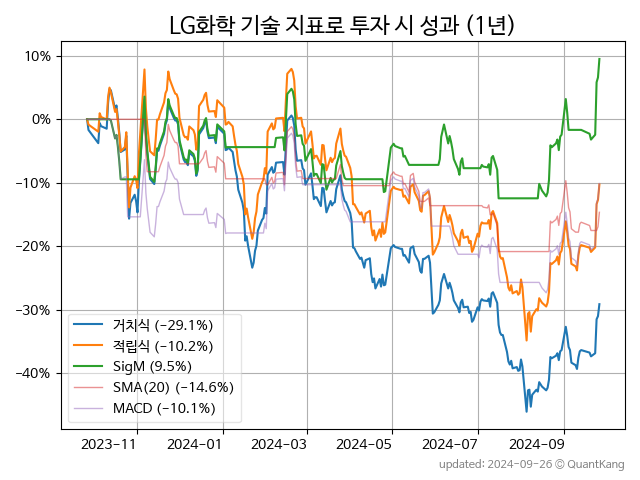 LG화학 기술 지표로 투자 시 성과 (1년)
10%
0%
−10%
−20%
−30%
−40%
거치식 (−29.1%)
적립식 (−10.2%)
SigM (9.5%)
SMA(20) (−14.6%)
MACD (−10.1%)
2023-11
2024-01
2024-03
2024-05
2024-07
2024-09
updated: 2024-09-26 © QuantKang